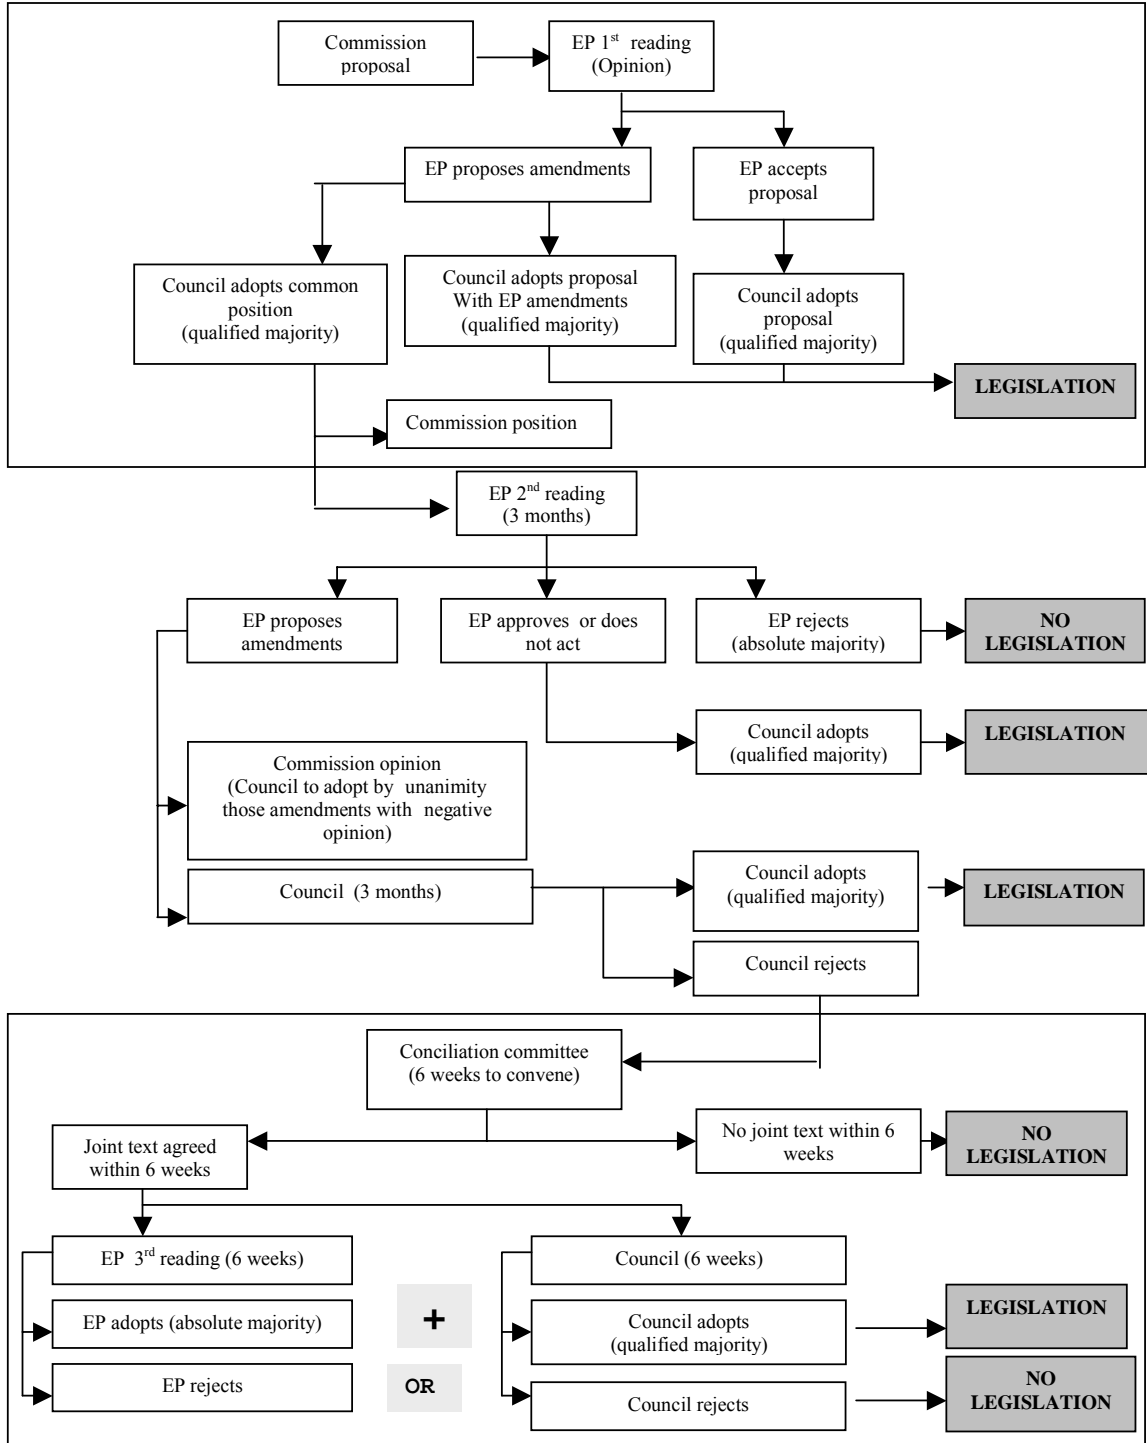 Commission
proposal
EP 1st reading
(Opinion)
EP proposes amendments
EP accepts
proposal
Council adopts common
position
(qualified majority)
Council adopts proposal
With EP amendments
(qualified majority)
Council adopts
proposal
(qualified majority)
LEGISLATION
Commission position
EP 2nd reading
(3 months)
EP proposes
amendments
EP approves or does
not act
EP rejects
(absolute majority)
NO
LEGISLATION
Council adopts
(qualified majority)
LEGISLATION
Commission opinion
(Council to adopt by unanimity
those amendments with negative
opinion)
Council (3 months)
Council adopts
(qualified majority)
LEGISLATION
Council rejects
Conciliation committee
(6 weeks to convene)
Joint text agreed
within 6 weeks
No joint text within 6
weeks
NO
LEGISLATION
EP 3rd reading (6 weeks)
Council (6 weeks)
EP adopts (absolute majority)
+
Council adopts
(qualified majority)
LEGISLATION
EP rejects
OR
Council rejects
NO
LEGISLATION